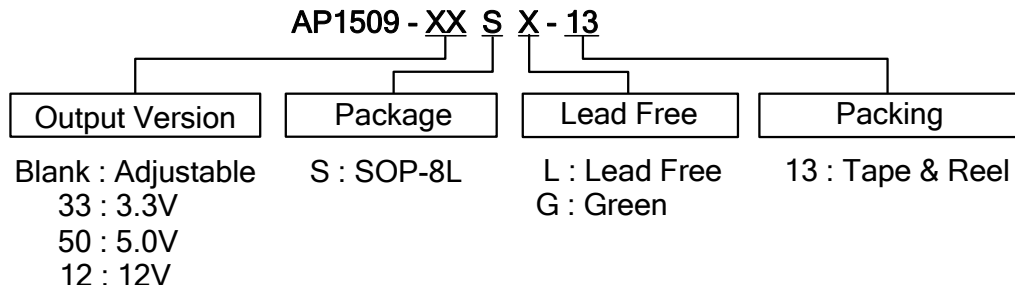 AP1509 - XX S X - 13
Output Version
Package
Lead Free
Packing
Blank : Adjustable
33 : 3.3V
50 : 5.0V
12 : 12V
S : SOP-8L
L : Lead Free
G : Green
13 : Tape & Reel